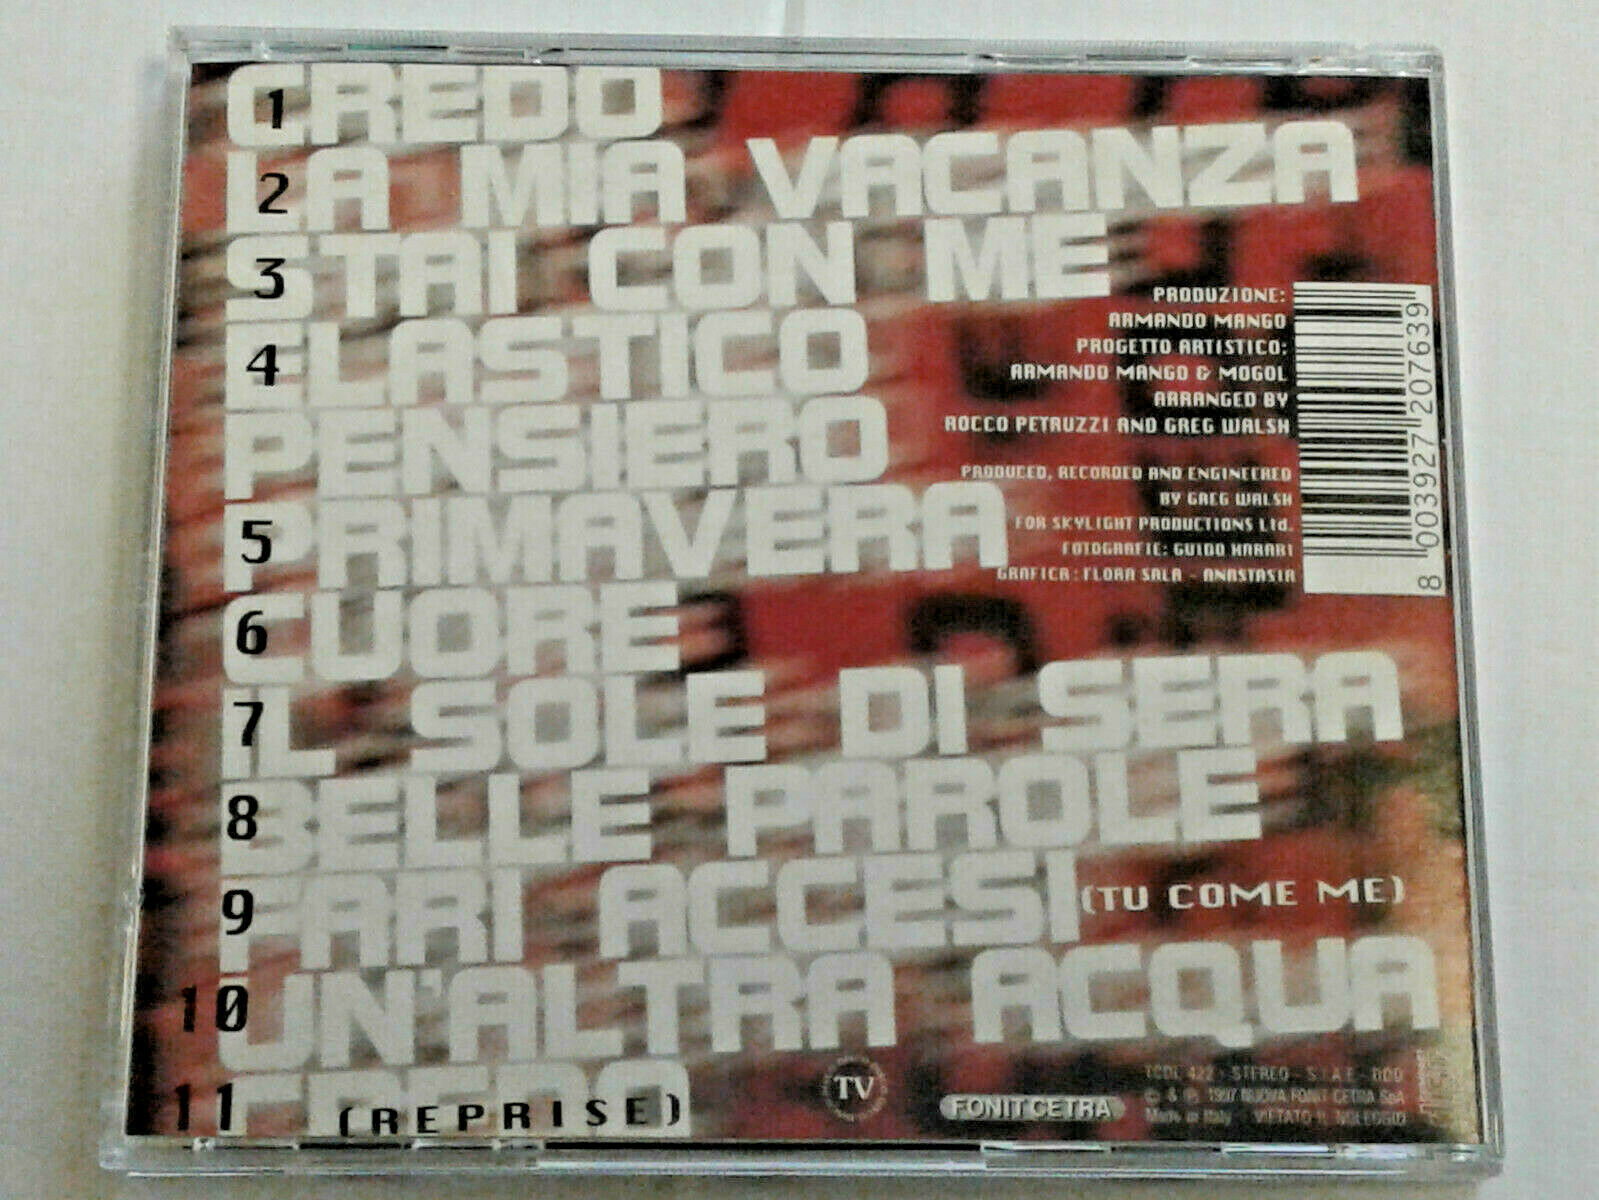 1 CREDO
2 LA MIA VACANZA
3 STAI CON ME
4 ELASTICO
PENSIERO
5 PRIMAVERA
6 CUORE
7 IL SOLE DI SERA
8 BELLE PAROLE
9 FARI ACCESI (TU COME ME)
10 UN'ALTRA ACQUA
11 CREDO (REPRISE)
PRODUZIONE:
ARMANDO MANGO
PROGETTO ARTISTICO:
ARMANDO MANGO & MOGOL
ARRANGED BY
ROCCO PETRUZZI AND GREG WALSH
PRODUCED, RECORDED AND ENGINEERED
BY GREG WALSH
FOR SKYLIGHT PRODUCTIONS Ltd.
FOTOGRAFIE: GUIDO HARARI
GRAFICA: FLORA SALA - ANASTASIA
8 003927 207639
TV
FONIT CETRA
TCDL 422 - STEREO - S.I.A.E. - DDD
© & ℗ 1997 NUOVA FONIT CETRA SpA
Made in Italy - VIETATO IL NOLEGGIO